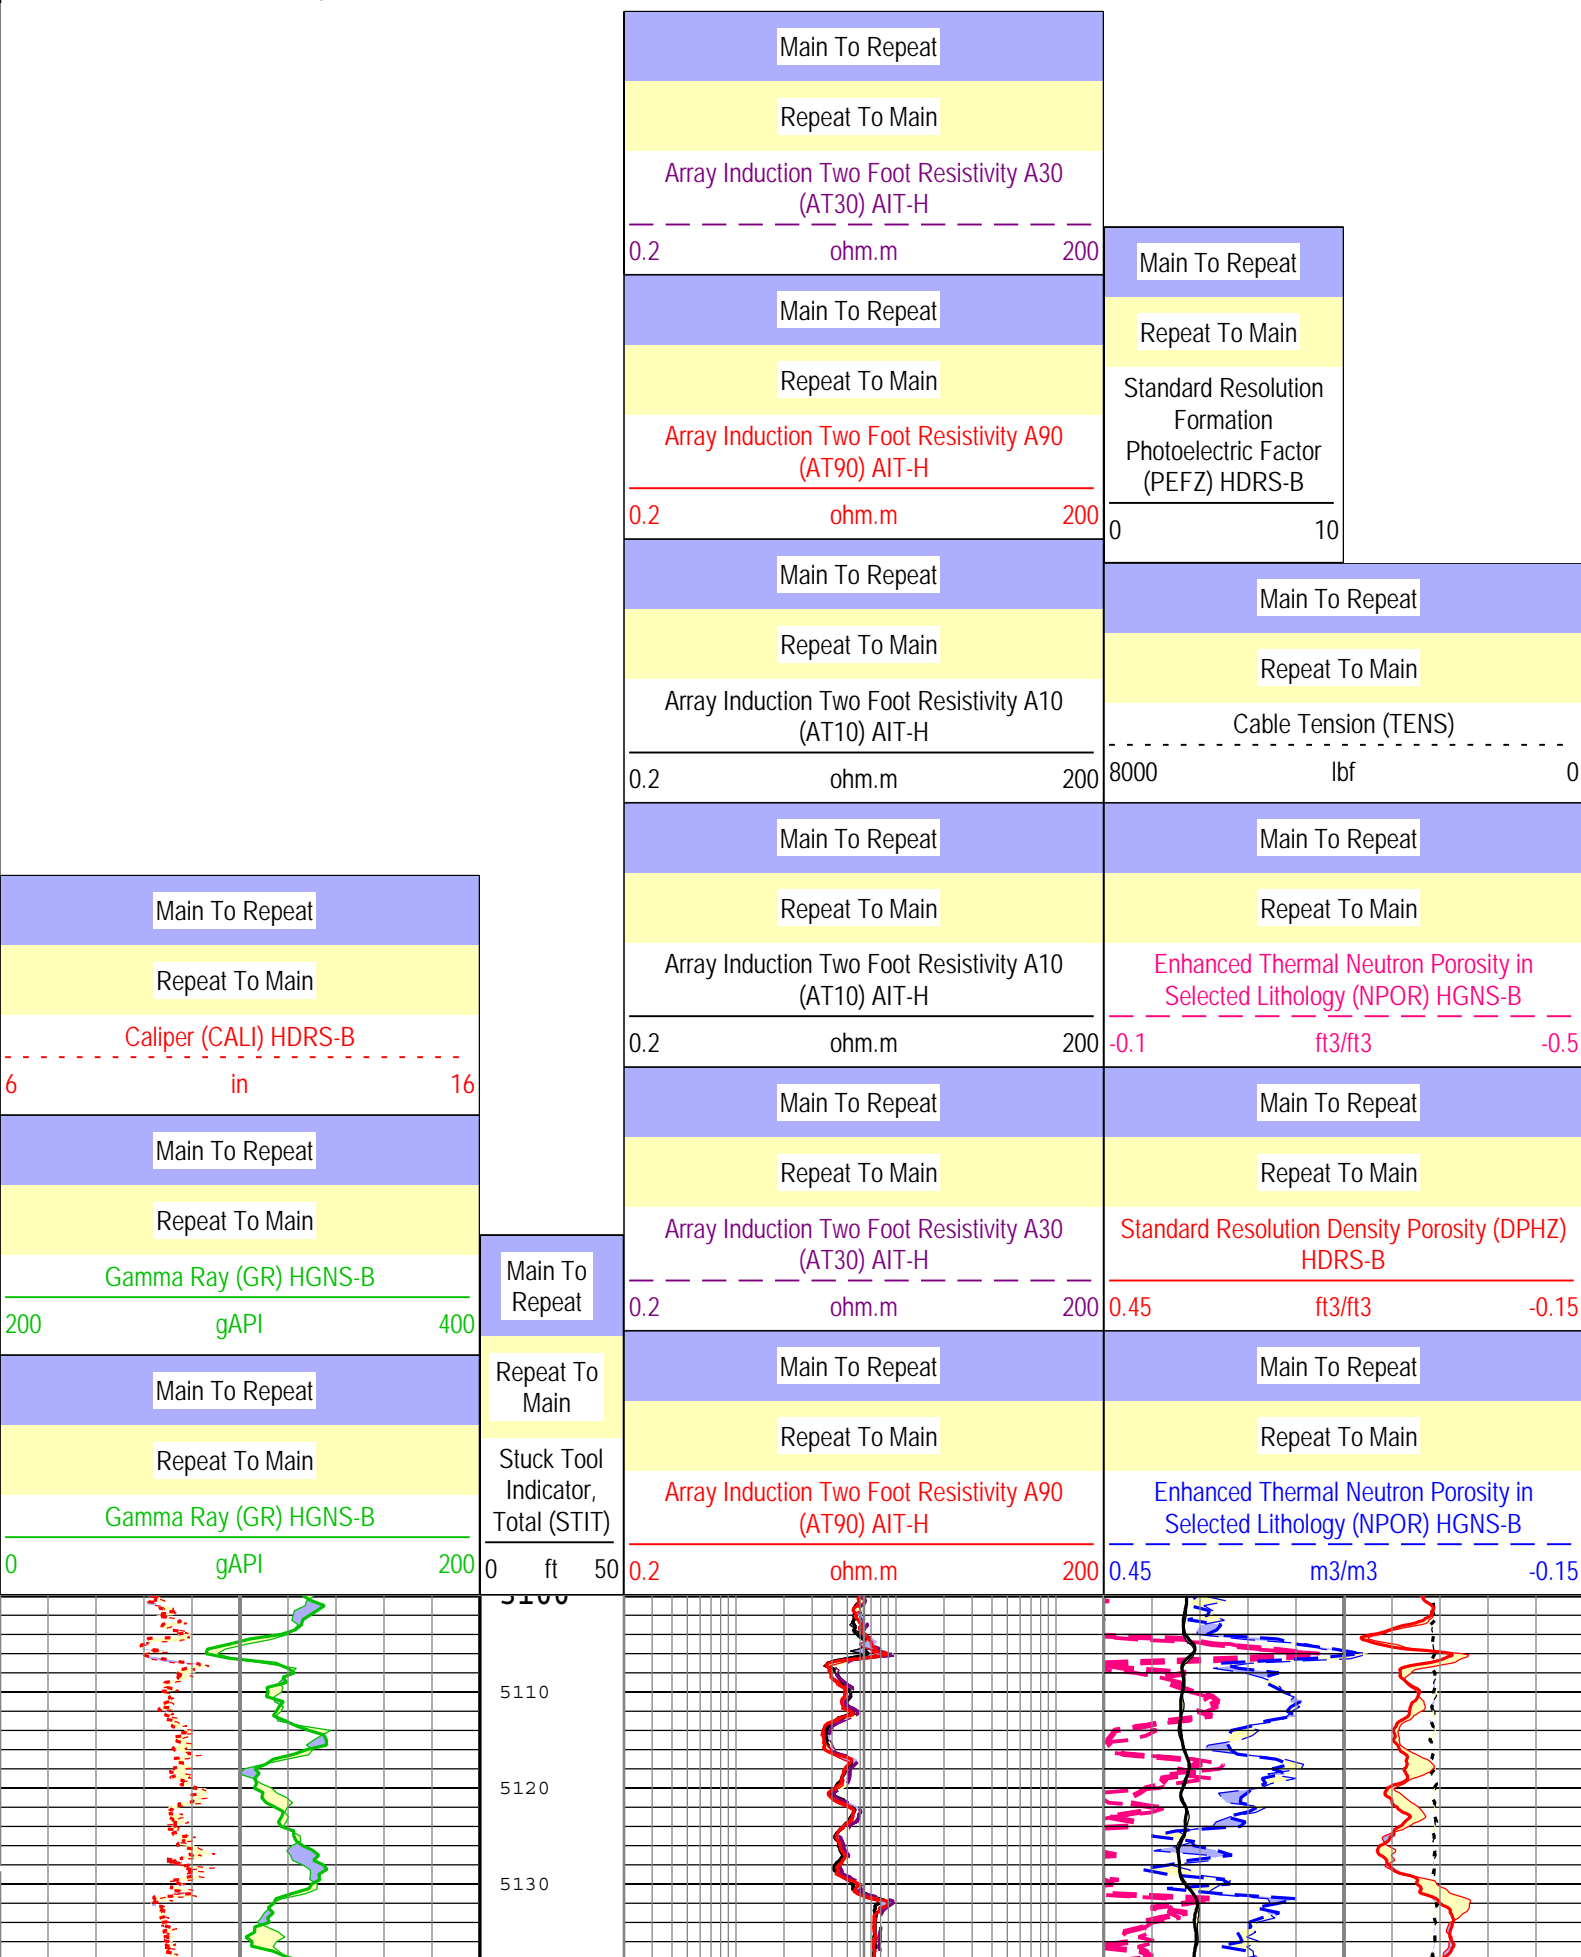 Main To Repeat
Repeat To Main
Array Induction Two Foot Resistivity A30
(AT30) AIT-H
0.2 ohm.m 200
Main To Repeat
Repeat To Main
Array Induction Two Foot Resistivity A90
(AT90) AIT-H
0.2 ohm.m 200
Main To Repeat
Repeat To Main
Standard Resolution
Formation
Photoelectric Factor
(PEFZ) HDRS-B
0 10
Main To Repeat
Repeat To Main
Array Induction Two Foot Resistivity A10
(AT10) AIT-H
0.2 ohm.m 200
Main To Repeat
Repeat To Main
Cable Tension (TENS)
8000 lbf 0
Main To Repeat
Repeat To Main
Array Induction Two Foot Resistivity A10
(AT10) AIT-H
0.2 ohm.m 200
Main To Repeat
Repeat To Main
Enhanced Thermal Neutron Porosity in
Selected Lithology (NPOR) HGNS-B
-0.1 ft3/ft3 -0.5
Main To Repeat
Repeat To Main
Caliper (CALI) HDRS-B
6 in 16
Main To Repeat
Repeat To Main
Gamma Ray (GR) HGNS-B
200 gAPI 400
Main To Repeat
Repeat To Main
Array Induction Two Foot Resistivity A30
(AT30) AIT-H
0.2 ohm.m 200
Main To Repeat
Repeat To Main
Standard Resolution Density Porosity (DPHZ)
HDRS-B
0.45 ft3/ft3 -0.15
Main To Repeat
Repeat To Main
Gamma Ray (GR) HGNS-B
0 gAPI 200
Main To
Repeat
Repeat To
Main
Stuck Tool
Indicator,
Total (STIT)
0 ft 50
Main To Repeat
Repeat To Main
Array Induction Two Foot Resistivity A90
(AT90) AIT-H
0.2 ohm.m 200
Main To Repeat
Repeat To Main
Enhanced Thermal Neutron Porosity in
Selected Lithology (NPOR) HGNS-B
0.45 m3/m3 -0.15
5100
5110
5120
5130